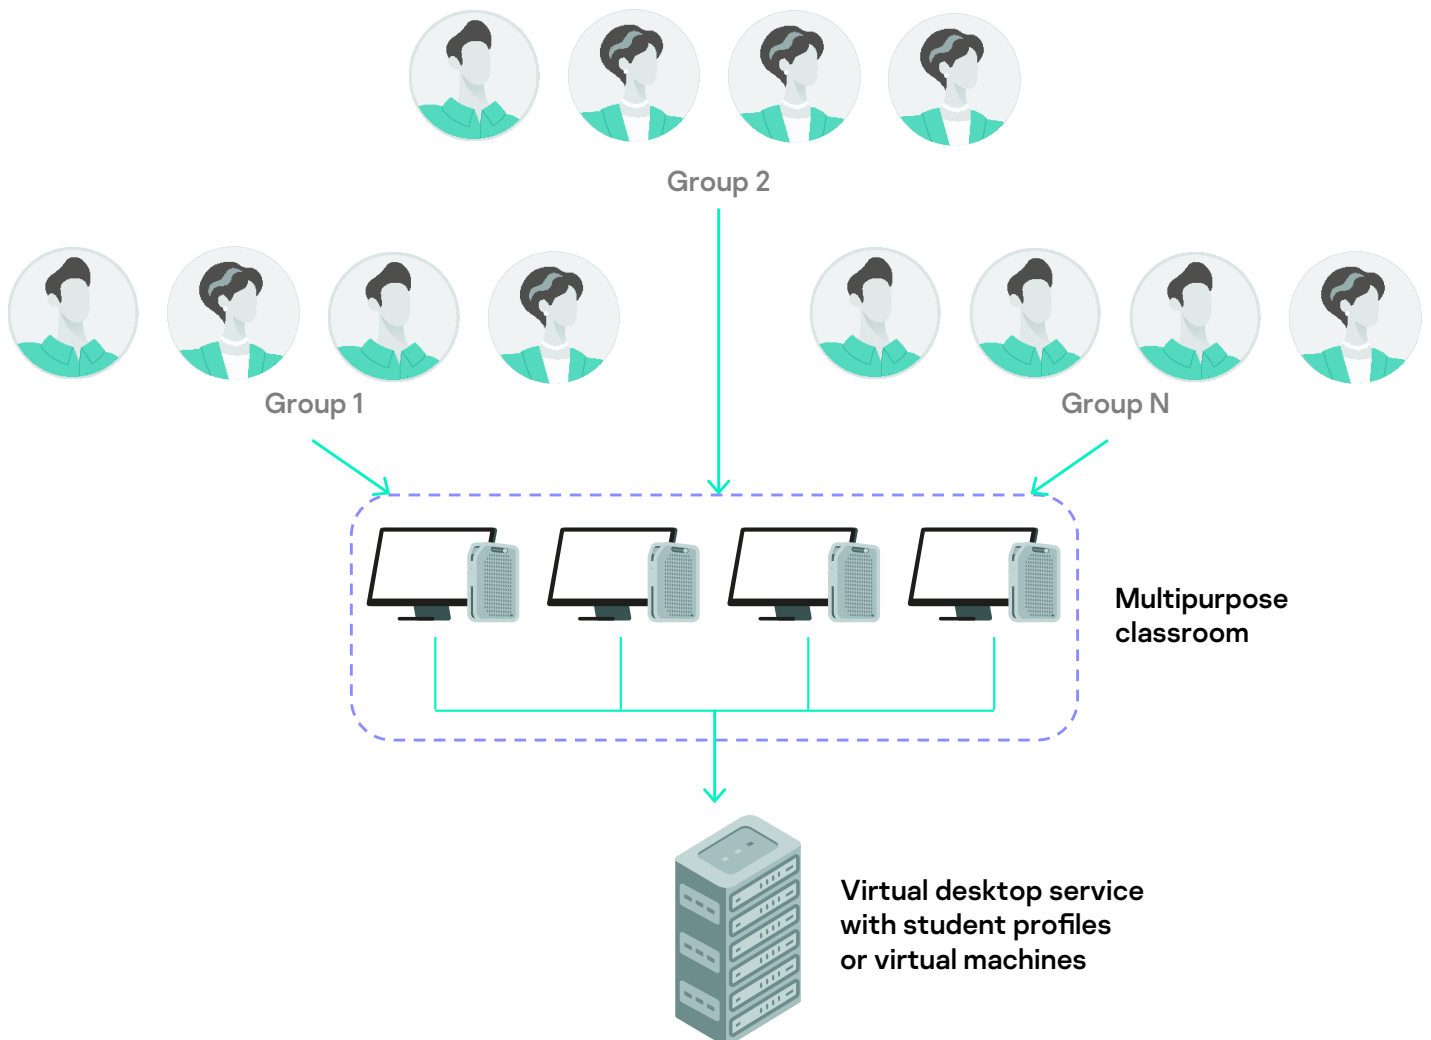 Group 2
Group 1
Group N
Multipurpose
classroom
Virtual desktop service
with student profiles
or virtual machines